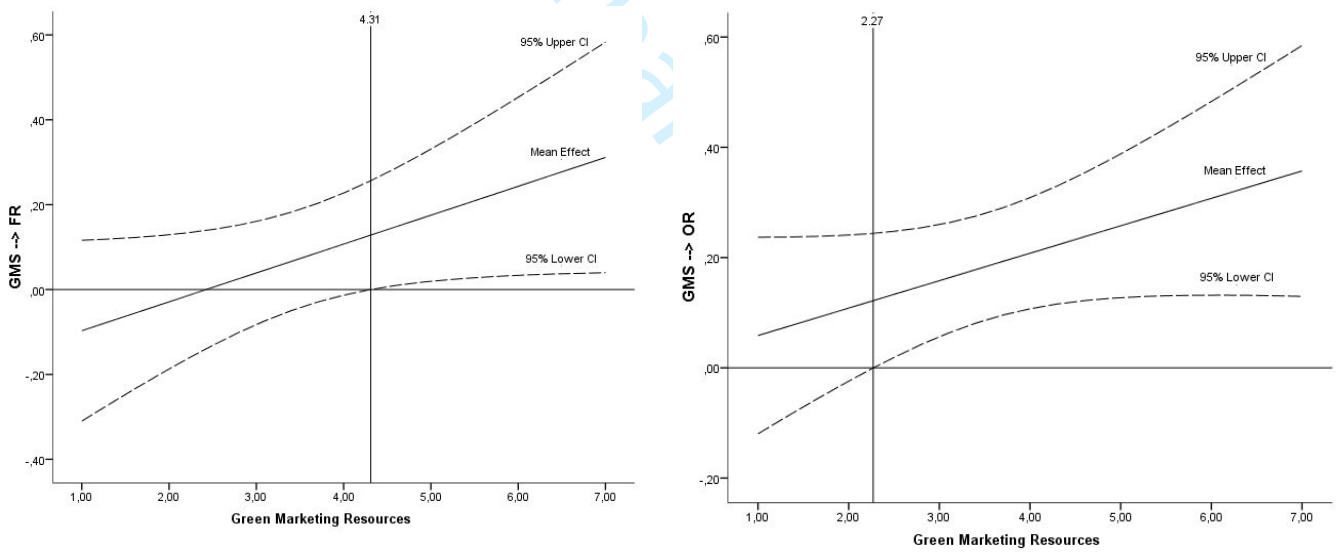 4.31
,60
,40
,20
,00
-,20
-,40
95% Upper CI
Mean Effect
95% Lower CI
GMS --> FR
1,00 2,00 3,00 4,00 5,00 6,00 7,00
Green Marketing Resources
2.27
,60
,40
,20
,00
-,20
95% Upper CI
Mean Effect
95% Lower CI
GMS --> OR
1,00 2,00 3,00 4,00 5,00 6,00 7,00
Green Marketing Resources